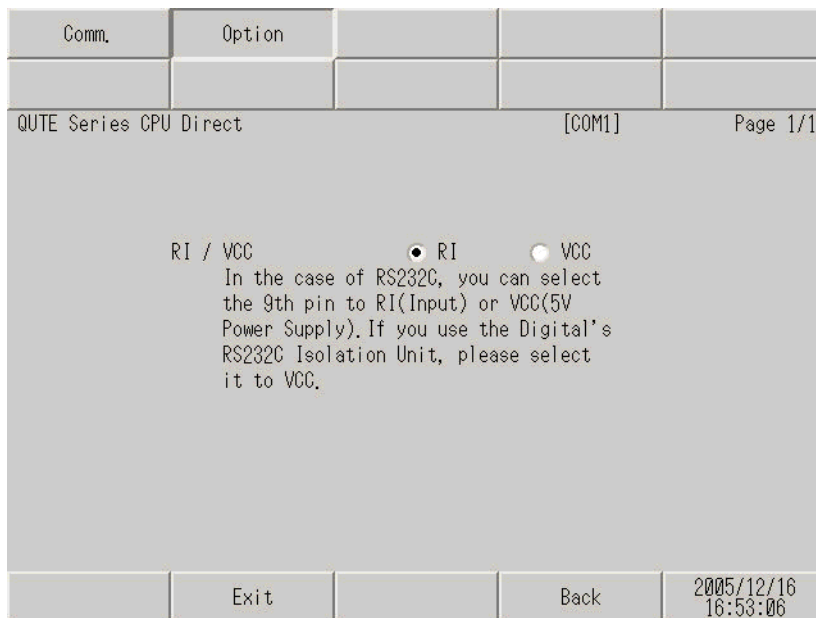 Comm. Option
QUTE Series CPU Direct [COM1] Page 1/1
RI / VCC RI VCC
In the case of RS232C, you can select
the 9th pin to RI(Input) or VCC(5V
Power Supply). If you use the Digital's
RS232C Isolation Unit, please select
it to VCC.
Exit Back 2005/12/16
16:53:06